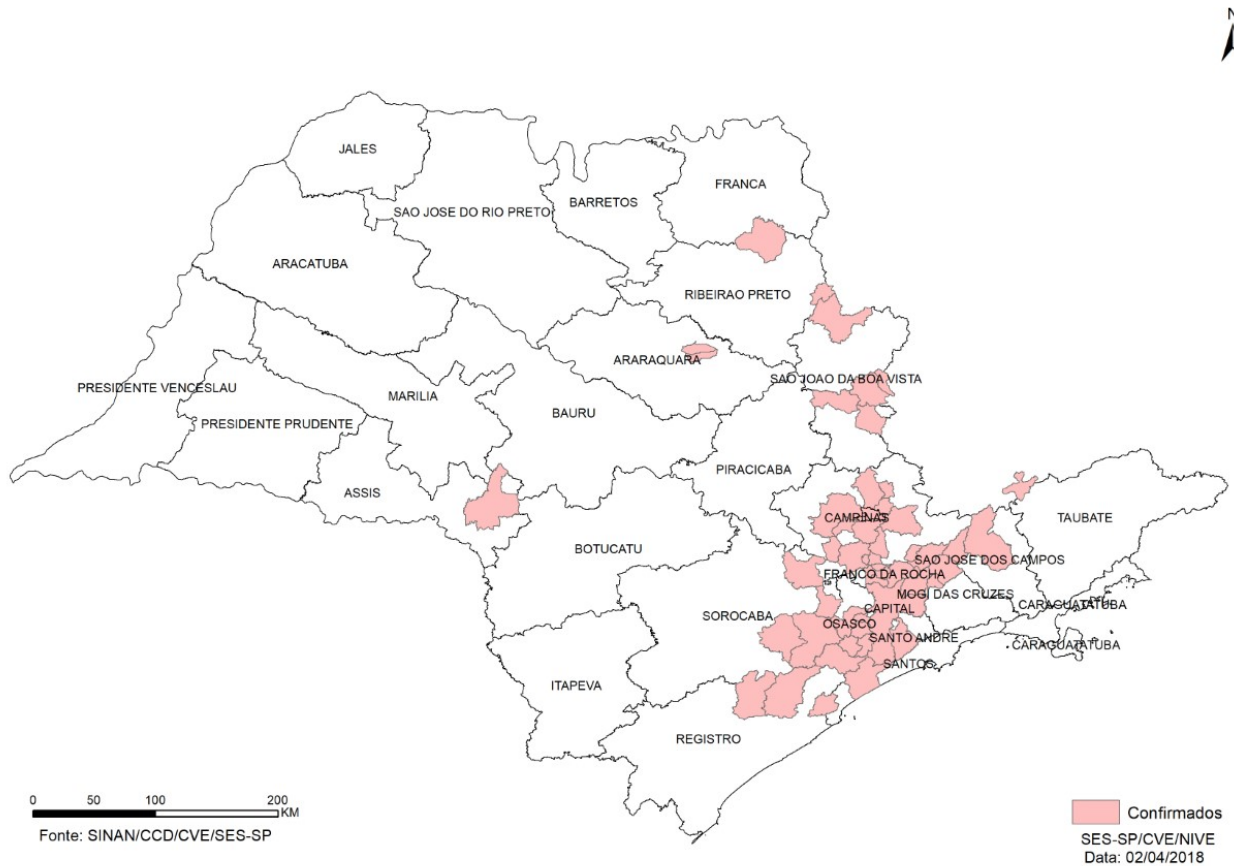 N
JALES
FRANCA
BARRETOS
SAO JOSE DO RIO PRETO
ARACATUBA
RIBEIRAO PRETO
ARARAQUARA
SAO JOAO DA BOA VISTA
PRESIDENTE VENCESLAU
MARILIA
BAURU
PRESIDENTE PRUDENTE
PIRACICABA
ASSIS
CAMPINAS
TAUBATE
BOTUCATU
SAO JOSE DOS CAMPOS
FRANCO DA ROCHA
MOGI DAS CRUZES
CARAGUATATUBA
CAPITAL
SOROCABA
OSASCO
SANTO ANDRE
CARAGUATATUBA
SANTOS
ITAPEVA
REGISTRO
0 50 100 200
KM
Fonte: SINAN/CCD/CVE/SES-SP
Confirmados
SES-SP/CVE/NIVE
Data: 02/04/2018